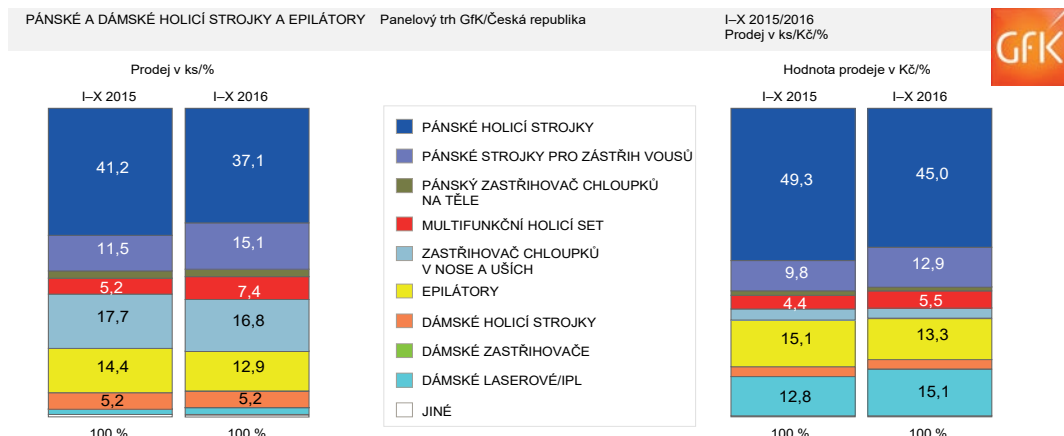 PÁNSKÉ A DÁMSKÉ HOLICÍ STROJKY A EPILÁTORY
Panelový trh GfK/Česká republika
I–X 2015/2016
Prodej v ks/Kč/%
GFK
Prodej v ks/%
I–X 2015
I–X 2016
41,2
37,1
11,5
15,1
5,2
7,4
17,7
16,8
14,4
12,9
5,2
5,2
100 %
100 %
PÁNSKÉ HOLICÍ STROJKY
PÁNSKÉ STROJKY PRO ZÁSTŘIH VOUSŮ
PÁNSKÝ ZASTŘIHOVAČ CHLOUPKŮ
NA TĚLE
MULTIFUNKČNÍ HOLICÍ SET
ZASTŘIHOVAČ CHLOUPKŮ
V NOSE A UŠÍCH
EPILÁTORY
DÁMSKÉ HOLICÍ STROJKY
DÁMSKÉ ZASTŘIHOVAČE
DÁMSKÉ LASEROVÉ/IPL
JINÉ
Hodnota prodeje v Kč/%
I–X 2015
I–X 2016
49,3
45,0
9,8
12,9
4,4
5,5
15,1
13,3
12,8
15,1
100 %
100 %